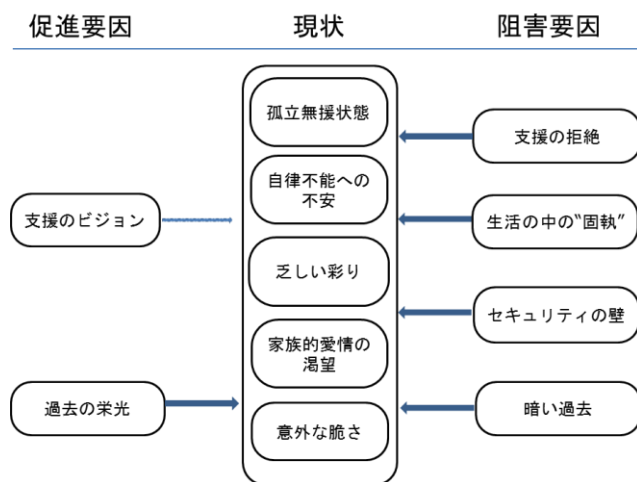 促進要因
現状
阻害要因
孤立無援状態
支援の拒絶
自律不能への
不安
支援のビジョン
生活の中の“固執”
乏しい彩り
セキュリティの壁
家族的愛情の
渇望
過去の栄光
暗い過去
意外な脆さ